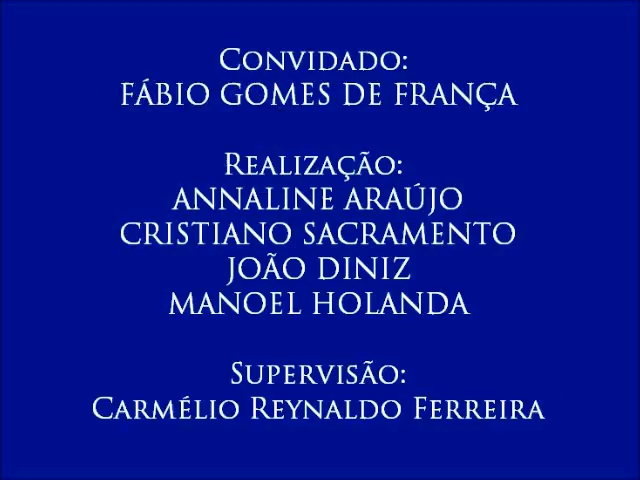 Convidado:
FÁBIO GOMES DE FRANÇA
Realização:
ANNALINE ARAÚJO
CRISTIANO SACRAMENTO
JOÃO DINIZ
MANOEL HOLANDA
Supervisão:
Carmélio Reynaldo Ferreira